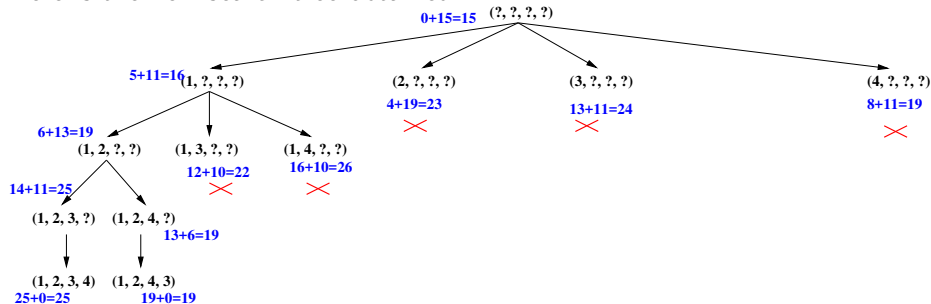 0+15=15
(?, ?, ?, ?)
5+11=16
(1, ?, ?, ?)
(2, ?, ?, ?)
(3, ?, ?, ?)
(4, ?, ?, ?)
4+19=23
13+11=24
8+11=19
6+13=19
(1, 2, ?, ?)
(1, 3, ?, ?)
(1, 4, ?, ?)
12+10=22
16+10=26
14+11=25
(1, 2, 3, ?)
(1, 2, 4, ?)
13+6=19
(1, 2, 3, 4)
(1, 2, 4, 3)
25+0=25
19+0=19